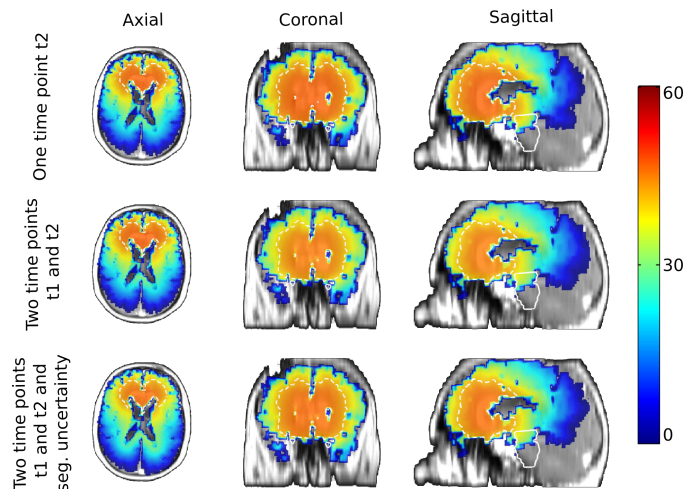 Axial
Coronal
Sagittal
One time point t2
Two time points
t1 and t2
Two time points
t1 and t2 and
seg. uncertainty
60
30
0